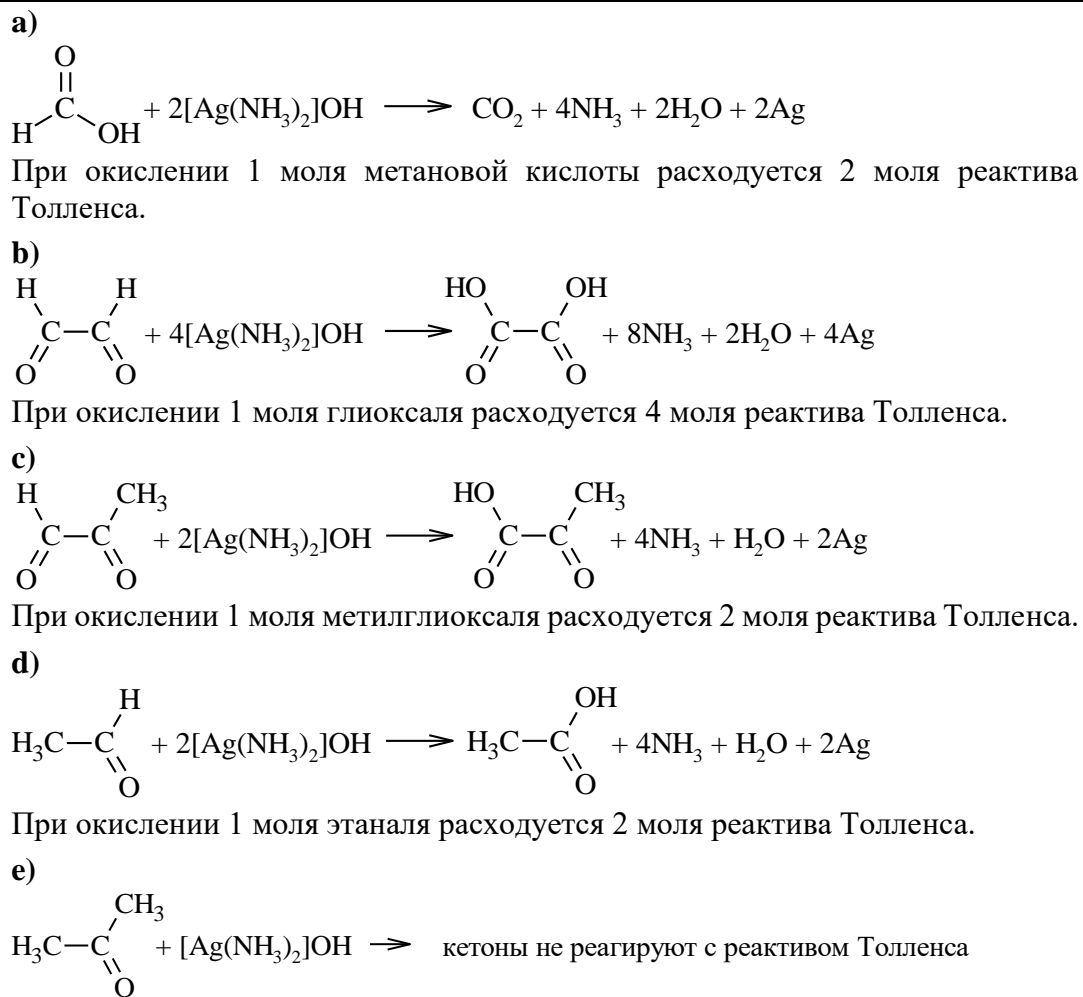 a)
O
H C OH + 2[Ag(NH₃)₂]OH ⟶ CO₂ + 4NH₃ + 2H₂O + 2Ag
При окислении 1 моля метановой кислоты расходуется 2 моля реактива
Толленса.
b)
H H HO OH
C C + 4[Ag(NH₃)₂]OH ⟶ C C + 8NH₃ + 2H₂O + 4Ag
O O O O
При окислении 1 моля глиоксаля расходуется 4 моля реактива Толленса.
c)
H CH₃ HO CH₃
C C + 2[Ag(NH₃)₂]OH ⟶ C C + 4NH₃ + H₂O + 2Ag
O O O O
При окислении 1 моля метилглиоксаля расходуется 2 моля реактива Толленса.
d)
H OH
H₃C C + 2[Ag(NH₃)₂]OH ⟶ H₃C C + 4NH₃ + H₂O + 2Ag
O O
При окислении 1 моля этаналя расходуется 2 моля реактива Толленса.
e)
CH₃
H₃C C + [Ag(NH₃)₂]OH ⟶ кетоны не реагируют с реактивом Толленса
O